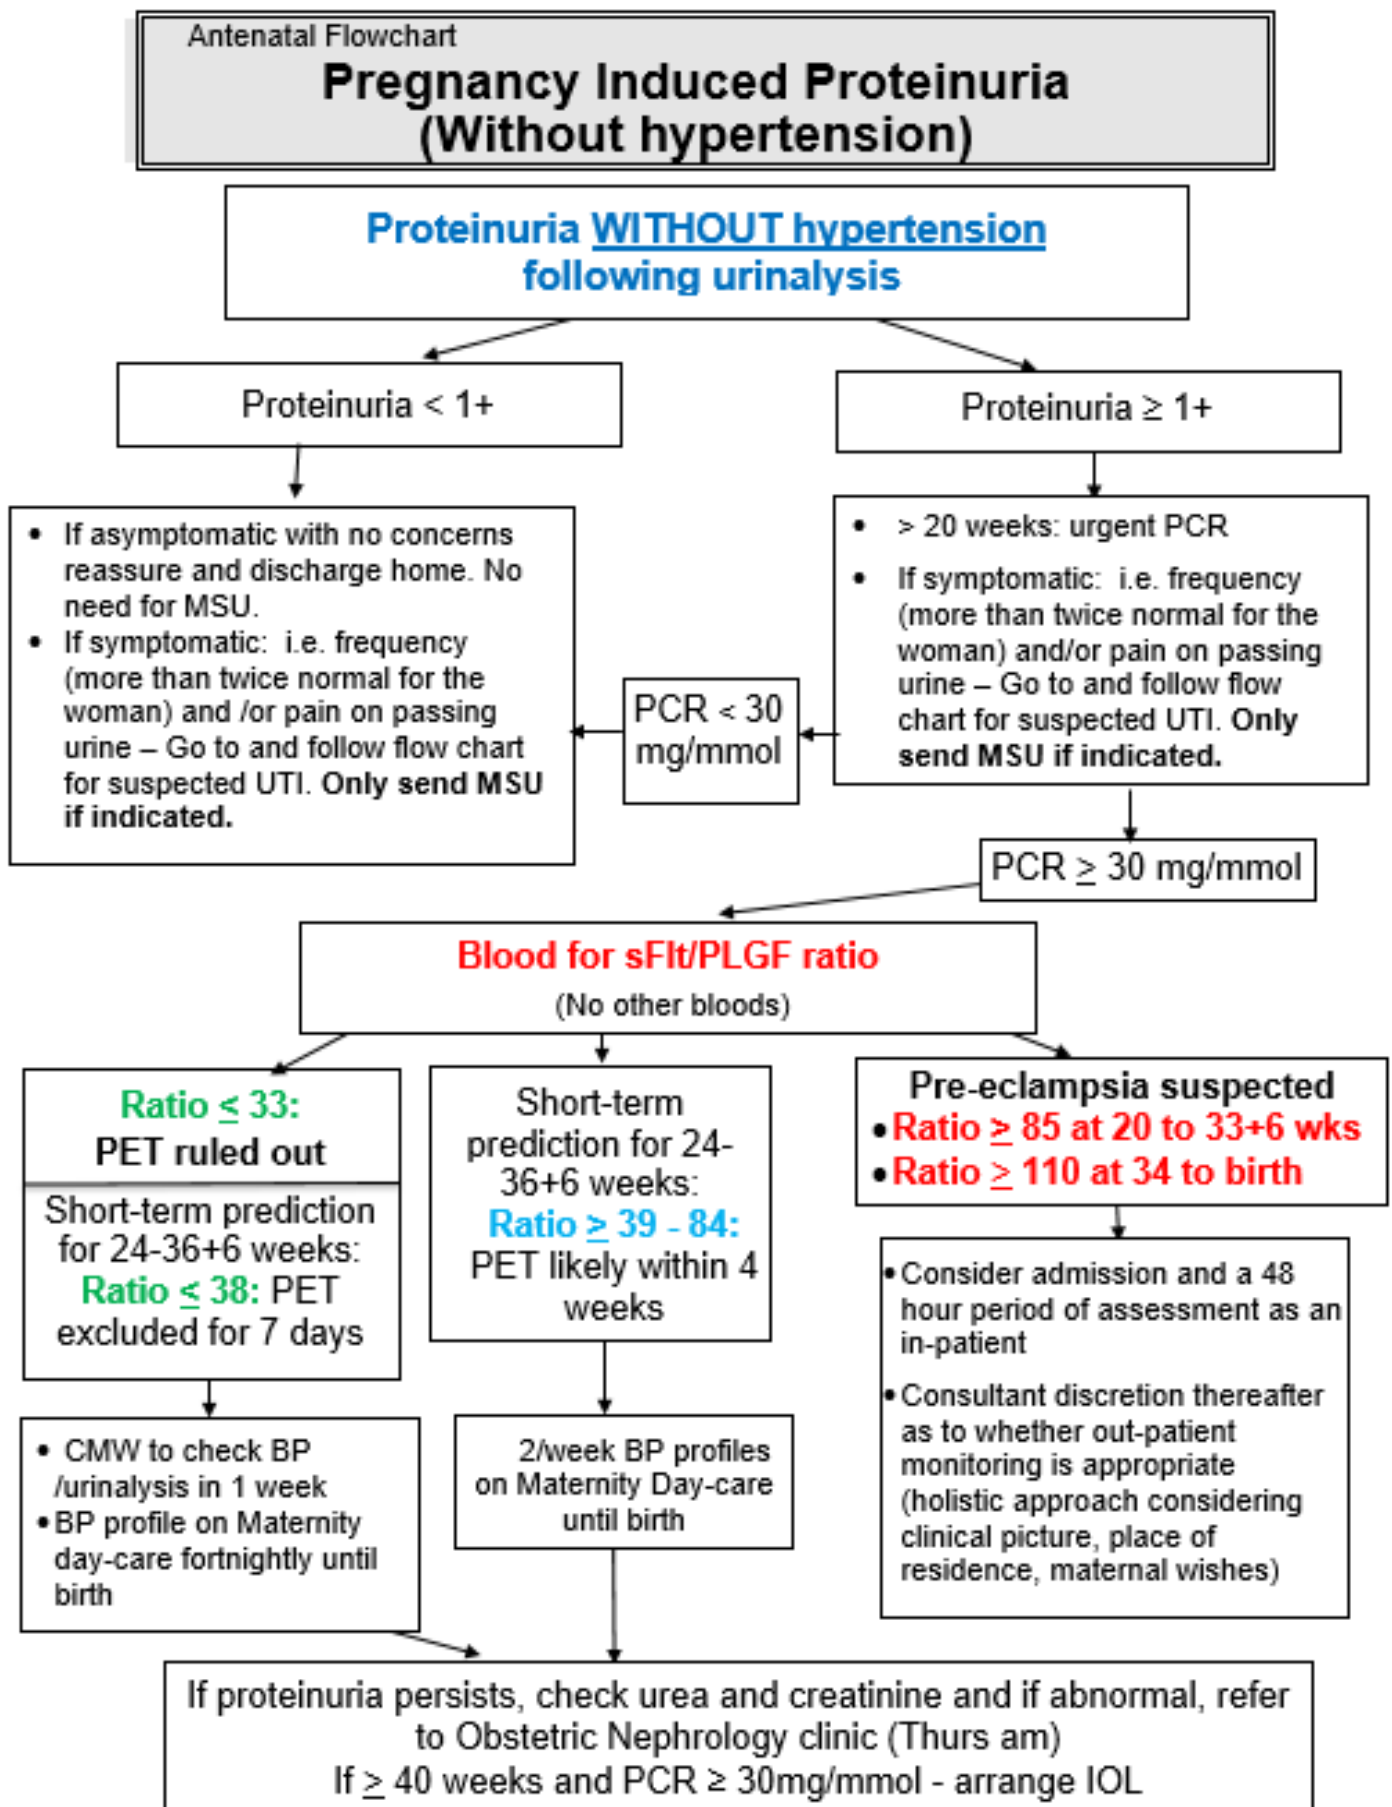 Antenatal Flowchart
Pregnancy Induced Proteinuria
(Without hypertension)
Proteinuria WITHOUT hypertension
following urinalysis
Proteinuria < 1+
Proteinuria ≥ 1+
• If asymptomatic with no concerns
reassure and discharge home. No
need for MSU.
• If symptomatic: i.e. frequency
(more than twice normal for the
woman) and /or pain on passing
urine – Go to and follow flow chart
for suspected UTI. Only send MSU
if indicated.
PCR < 30
mg/mmol
• > 20 weeks: urgent PCR
• If symptomatic: i.e. frequency
(more than twice normal for the
woman) and/or pain on passing
urine – Go to and follow flow
chart for suspected UTI. Only
send MSU if indicated.
PCR ≥ 30 mg/mmol
Blood for sFlt/PLGF ratio
(No other bloods)
Ratio ≤ 33:
PET ruled out
Short-term prediction
for 24-36+6 weeks:
Ratio ≤ 38: PET
excluded for 7 days
Short-term
prediction for 24-
36+6 weeks:
Ratio ≥ 39 - 84:
PET likely within 4
weeks
Pre-eclampsia suspected
• Ratio ≥ 85 at 20 to 33+6 wks
• Ratio ≥ 110 at 34 to birth
• CMW to check BP
/urinalysis in 1 week
• BP profile on Maternity
day-care fortnightly until
birth
2/week BP profiles
on Maternity Day-care
until birth
• Consider admission and a 48
hour period of assessment as an
in-patient
• Consultant discretion thereafter
as to whether out-patient
monitoring is appropriate
(holistic approach considering
clinical picture, place of
residence, maternal wishes)
If proteinuria persists, check urea and creatinine and if abnormal, refer
to Obstetric Nephrology clinic (Thurs am)
If ≥ 40 weeks and PCR ≥ 30mg/mmol - arrange IOL